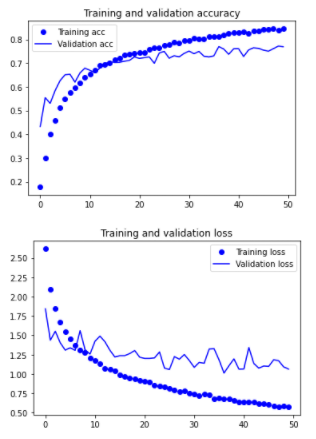 Training and validation accuracy
Training acc
Validation acc
0.8
0.7
0.6
0.5
0.4
0.3
0.2
0 10 20 30 40 50
Training and validation loss
Training loss
Validation loss
2.50
2.25
2.00
1.75
1.50
1.25
1.00
0.75
0.50
0 10 20 30 40 50